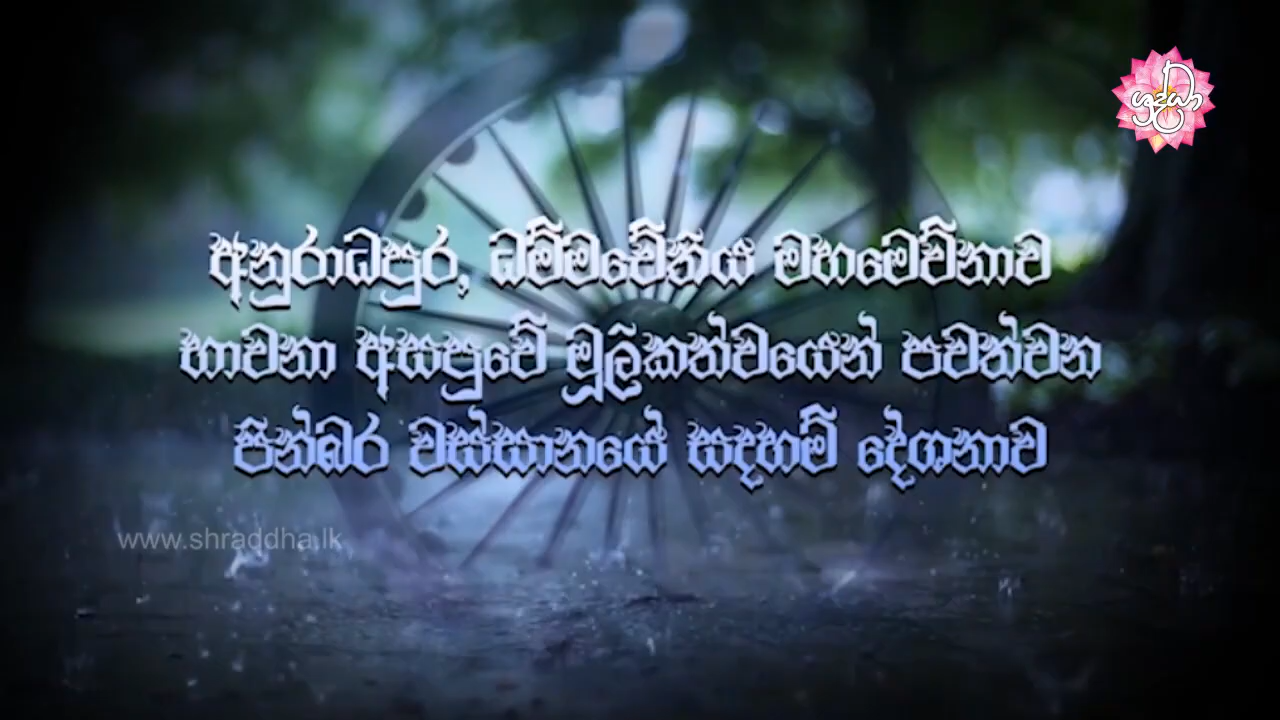 ශ්‍රද්ධා
අනුරාධපුර, ධම්මචේතිය මහමෙව්නාව
භාවනා අසපුවේ මූලිකත්වයෙන් පවත්වන
පින්බර වස්සානයේ සදහම් දේශනාව
www.shraddha.lk